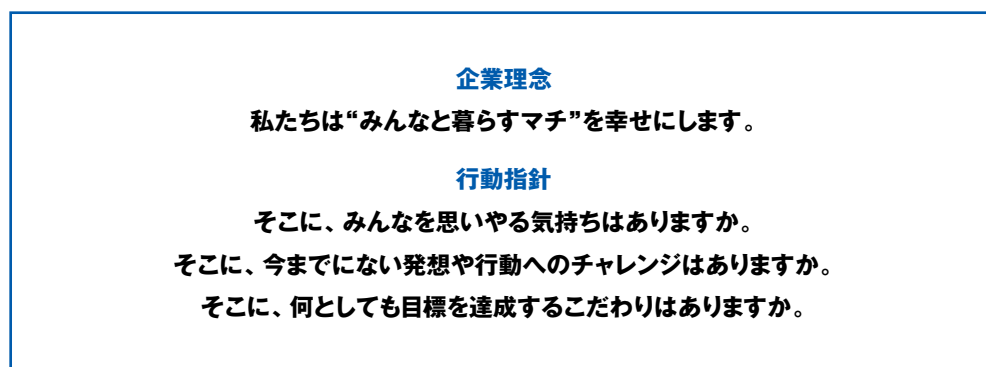 企業理念
私たちは“みんなと暮らすマチ”を幸せにします。
行動指針
そこに、みんなを思いやる気持ちはありますか。
そこに、今までにない発想や行動へのチャレンジはありますか。
そこに、何としても目標を達成するこだわりはありますか。